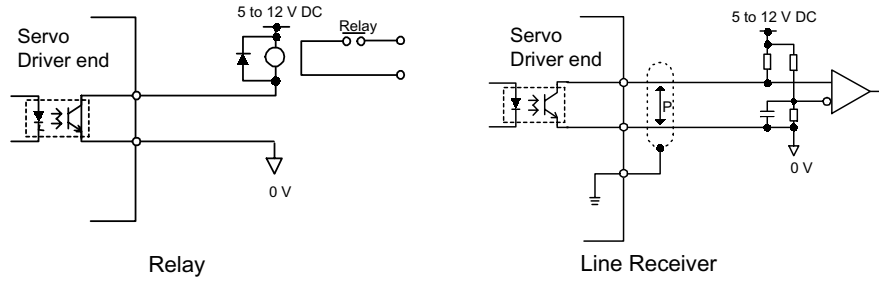 5 to 12 V DC
Relay
Servo
Driver end
0 V
Relay
5 to 12 V DC
Servo
Driver end
P
0 V
Line Receiver